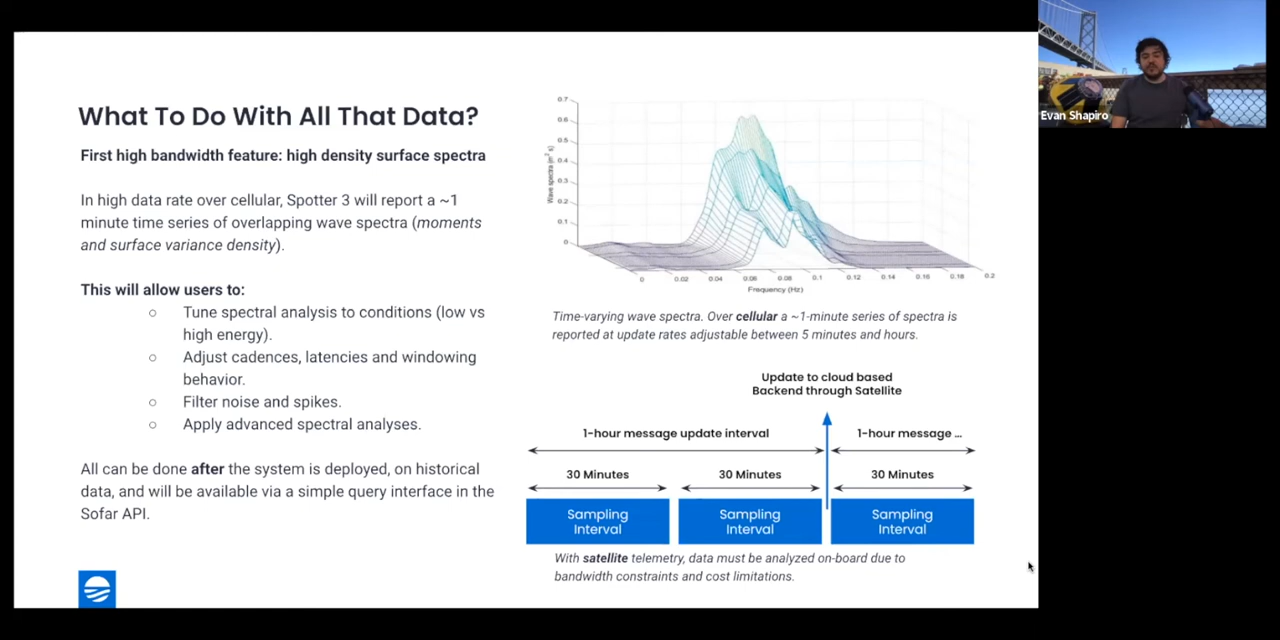 What To Do With All That Data?
First high bandwidth feature: high density surface spectra
In high data rate over cellular, Spotter 3 will report a ~1
minute time series of overlapping wave spectra (moments
and surface variance density).
This will allow users to:
Tune spectral analysis to conditions (low vs
high energy).
Adjust cadences, latencies and windowing
behavior.
Filter noise and spikes.
Apply advanced spectral analyses.
All can be done after the system is deployed, on historical
data, and will be available via a simple query interface in the
Sofar API.
0.7
0.6
0.5
0.4
0.3
0.2
0.1
0
Wave spectra (m² s)
0 0.02 0.04 0.06 0.08 0.1 0.12 0.14 0.16 0.18 0.2
Frequency (Hz)
Time-varying wave spectra. Over cellular a ~1-minute series of spectra is
reported at update rates adjustable between 5 minutes and hours.
Update to cloud based
Backend through Satellite
1-hour message update interval 1-hour message ...
30 Minutes 30 Minutes 30 Minutes
Sampling Sampling Sampling
Interval Interval Interval
With satellite telemetry, data must be analyzed on-board due to
bandwidth constraints and cost limitations.
Evan Shapiro